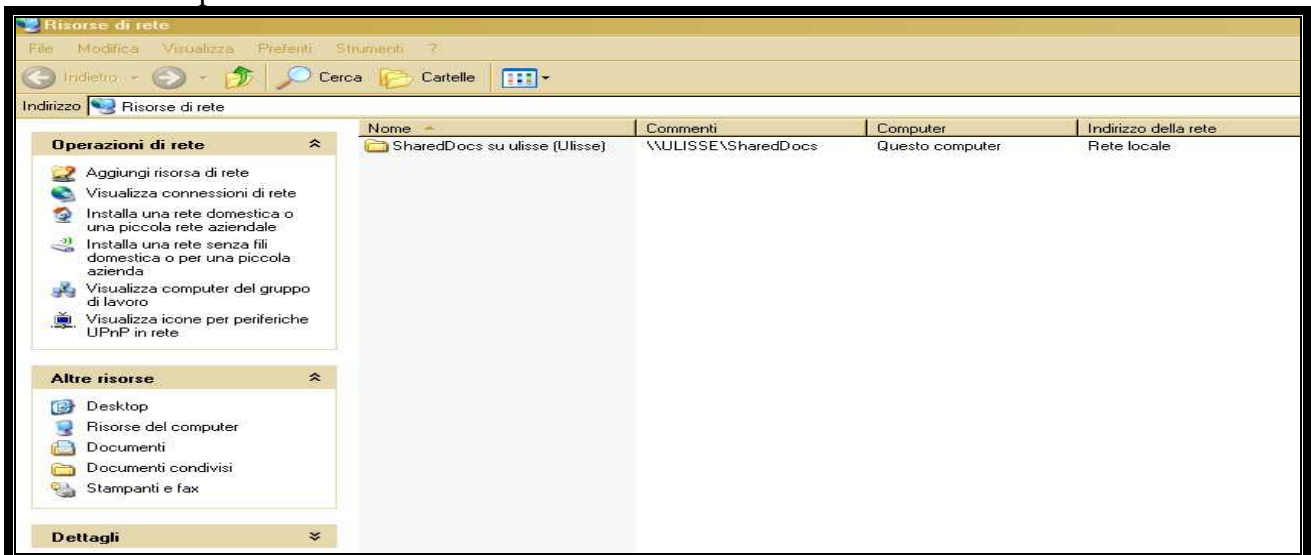 Risorse di rete
File Modifica Visualizza Preferiti Strumenti ?
Indietro Cerca Cartelle
Indirizzo Risorse di rete
Nome Commenti Computer Indirizzo della rete
SharedDocs su ulisse (Ulisse) \\ULISSE\SharedDocs Questo computer Rete locale
Operazioni di rete
Aggiungi risorsa di rete
Visualizza connessioni di rete
Installa una rete domestica o
una piccola rete aziendale
Installa una rete senza fili
domestica o per una piccola
azienda
Visualizza computer del gruppo
di lavoro
Visualizza icone per periferiche
UPnP in rete
Altre risorse
Desktop
Risorse del computer
Documenti
Documenti condivisi
Stampanti e fax
Dettagli